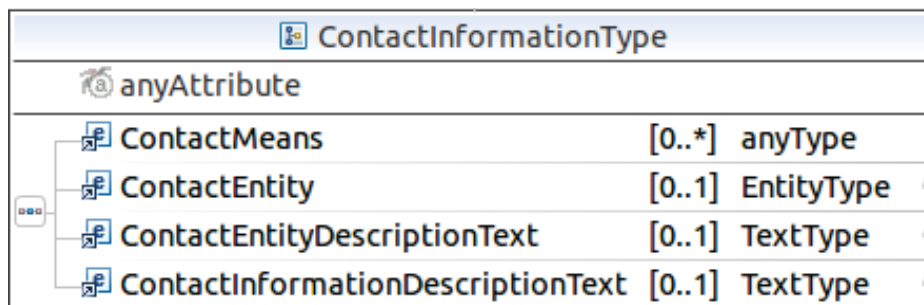 ContactInformationType
anyAttribute
ContactMeans [0..*] anyType
ContactEntity [0..1] EntityType
ContactEntityDescriptionText [0..1] TextType
ContactInformationDescriptionText [0..1] TextType